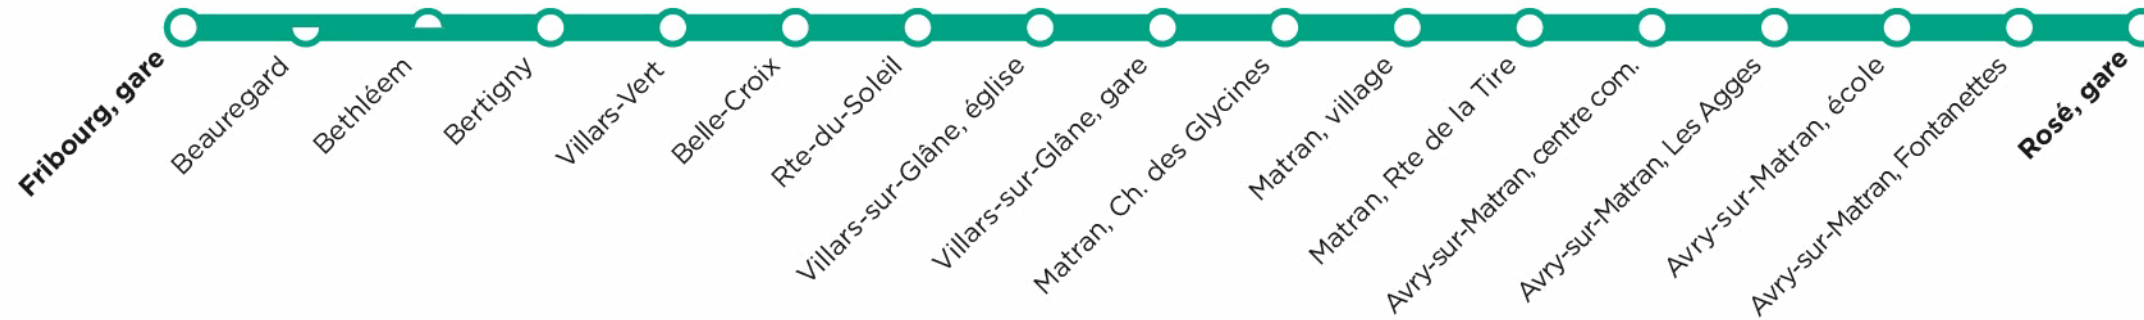 Fribourg, gare
Beauregard
Bethléem
Bertigny
Villars-Vert
Belle-Croix
Rte-du-Soleil
Villars-sur-Glâne, église
Villars-sur-Glâne, gare
Matran, Ch. des Glycines
Matran, village
Matran, Rte de la Tire
Avry-sur-Matran, centre com.
Avry-sur-Matran, Les Agges
Avry-sur-Matran, école
Avry-sur-Matran, Fontanettes
Rosé, gare